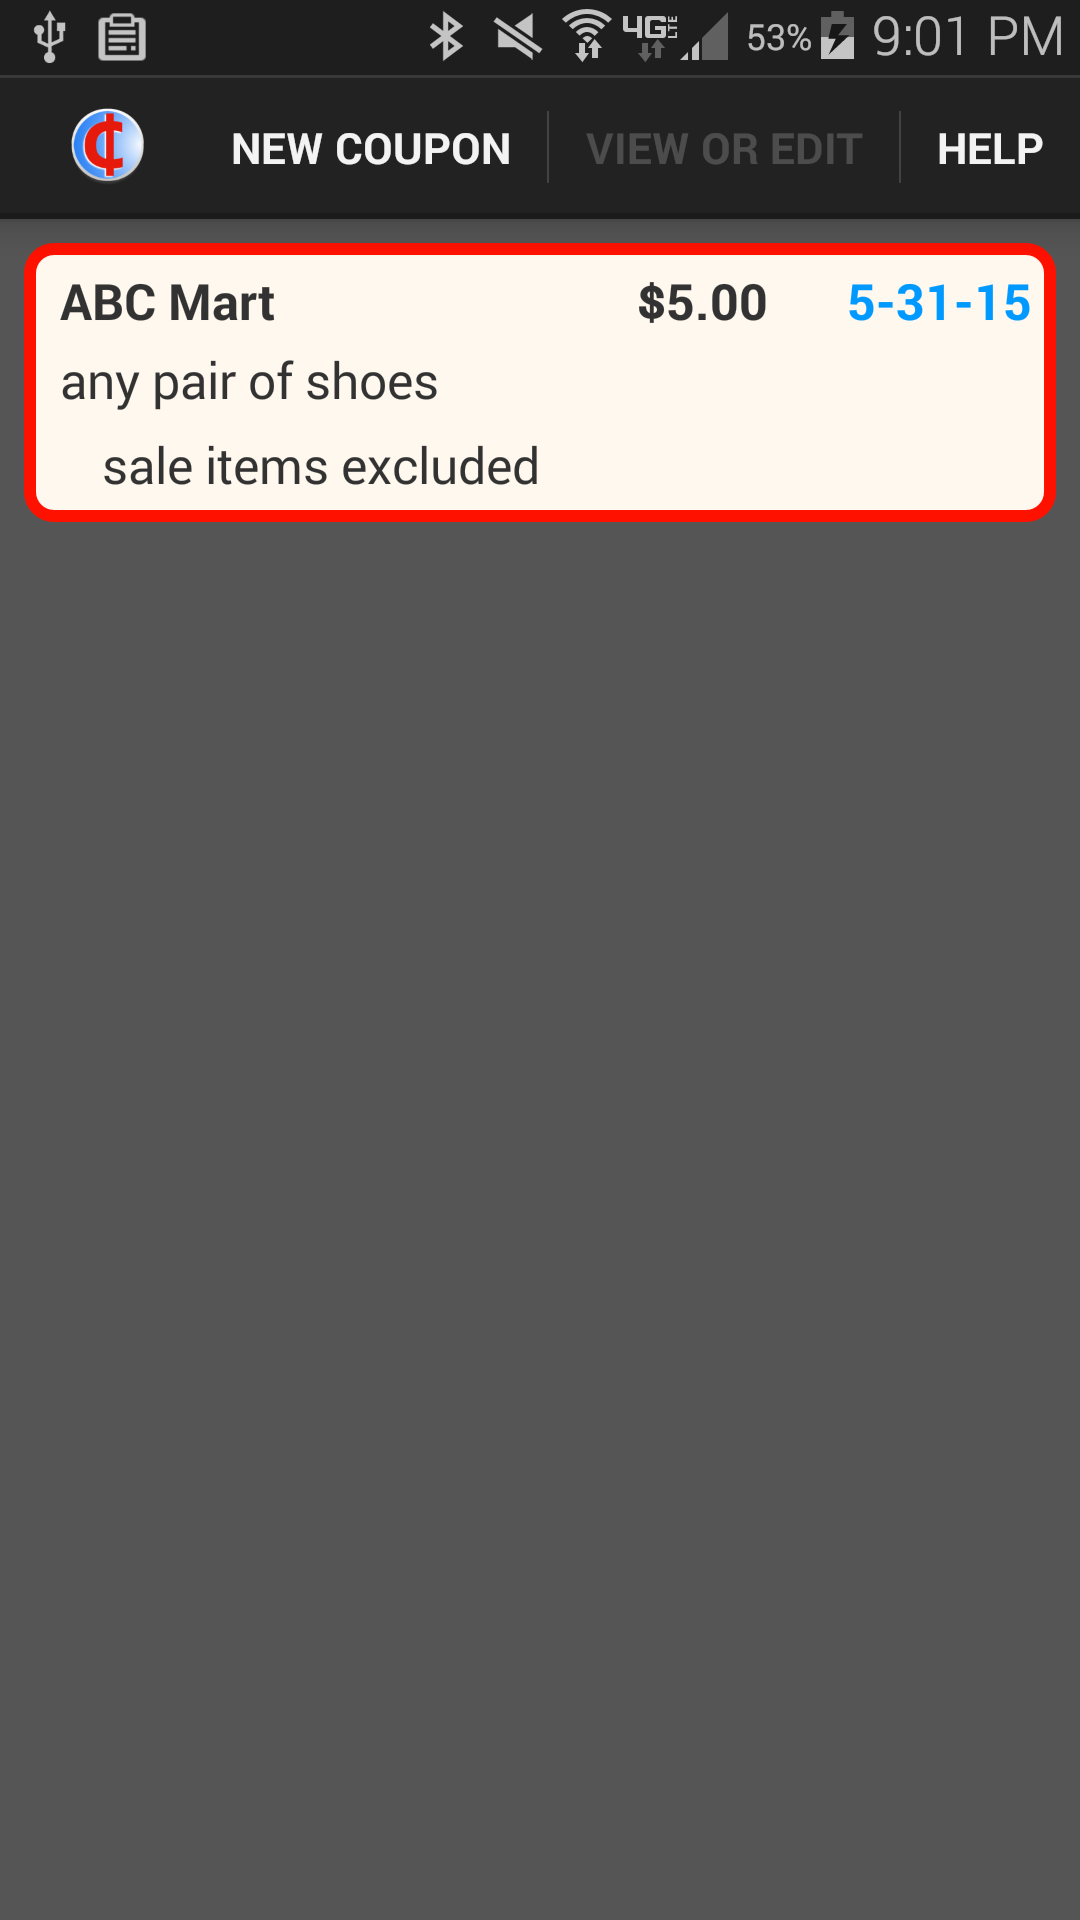 4G LTE 53% 9:01 PM
₵ NEW COUPON VIEW OR EDIT HELP
ABC Mart $5.00 5-31-15
any pair of shoes
sale items excluded